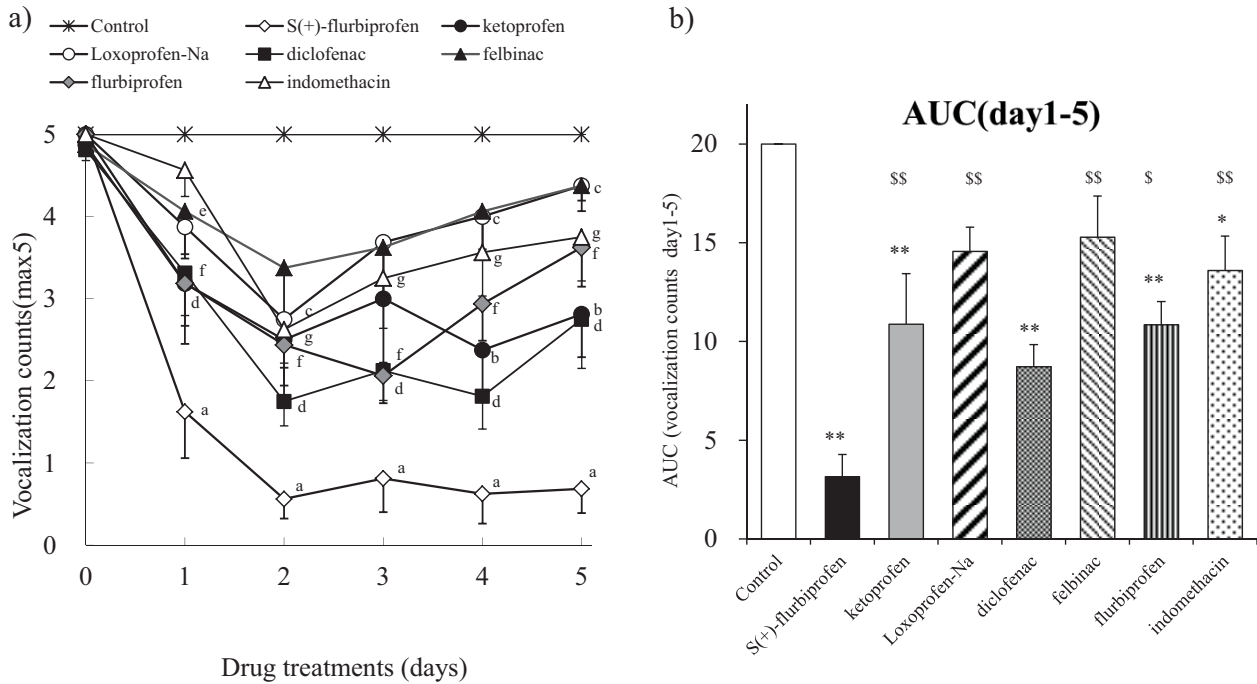 a)
Control
S(+)-flurbiprofen
ketoprofen
Loxoprofen-Na
diclofenac
felbinac
flurbiprofen
indomethacin
Vocalization counts(max5)
5
4
3
2
1
0
0 1 2 3 4 5
e
f
d
a
c
g
f
d
a
g
f
d
a
c
g
f
b
d
a
c
g
f
b
d
a
Drug treatments (days)
b)
AUC(day1-5)
AUC (vocalization counts day1-5)
20
15
10
5
0
$$ $$ $$ $ $$
** ** ** ** *
Control
S(+)-flurbiprofen
ketoprofen
Loxoprofen-Na
diclofenac
felbinac
flurbiprofen
indomethacin